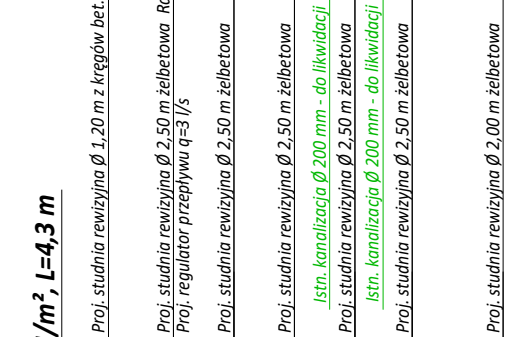 /m², L=4,3 m
Proj. studnia rewizyjna Ø 1,20 m z kręgów bet.
Proj. studnia rewizyjna Ø 2,50 m żelbetowa
Proj. regulator przepływu q=3 l/s
Proj. studnia rewizyjna Ø 2,50 m żelbetowa
Proj. studnia rewizyjna Ø 2,50 m żelbetowa
Istn. kanalizacja Ø 200 mm - do likwidacji
Proj. studnia rewizyjna Ø 2,50 m żelbetowa
Istn. kanalizacja Ø 200 mm - do likwidacji
Proj. studnia rewizyjna Ø 2,50 m żelbetowa
Proj. studnia rewizyjna Ø 2,00 m żelbetowa